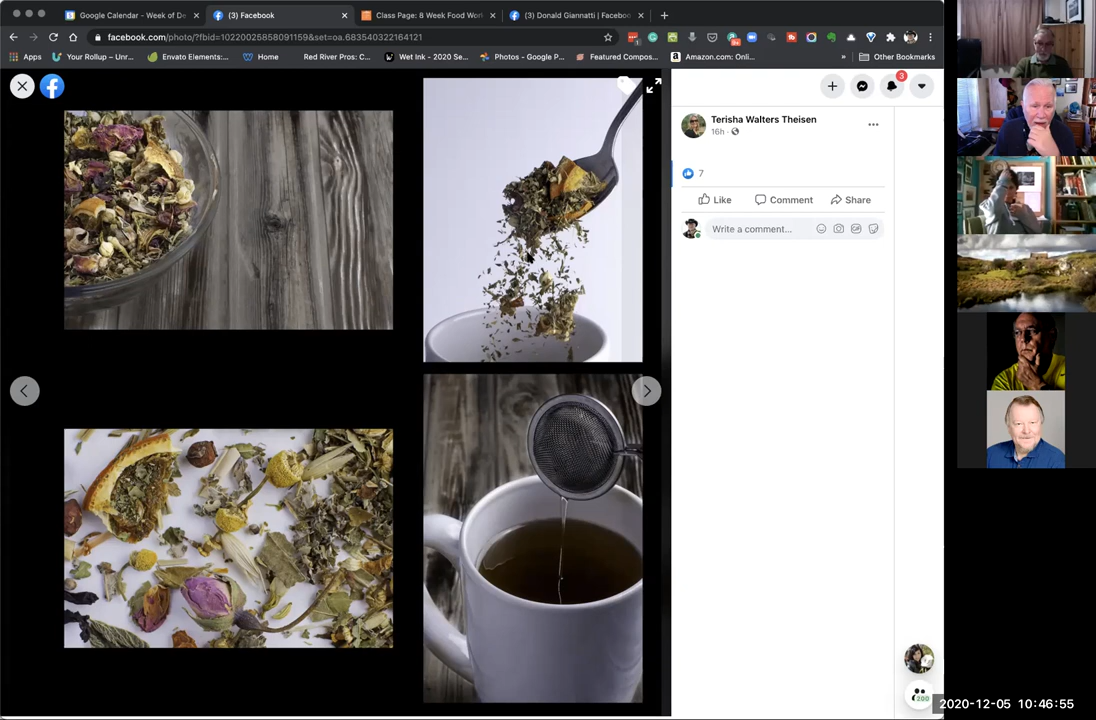 Google Calendar - Week of De
(3) Facebook
Class Page: 8 Week Food Wor
(3) Donald Giannatti | Faceboo
facebook.com/photo/?fbid=10220025858091159&set=oa.683540322164121
Apps
Your Rollup – Unr...
Envato Elements:...
Home
Red River Pros: C...
Wet Ink - 2020 Se...
Photos - Google P...
Featured Compos...
Amazon.com: Onli...
»
Other Bookmarks
3
Terisha Walters Theisen
16h ·
7
Like
Comment
Share
Write a comment...
GIF
200
2020-12-05 10:46:55